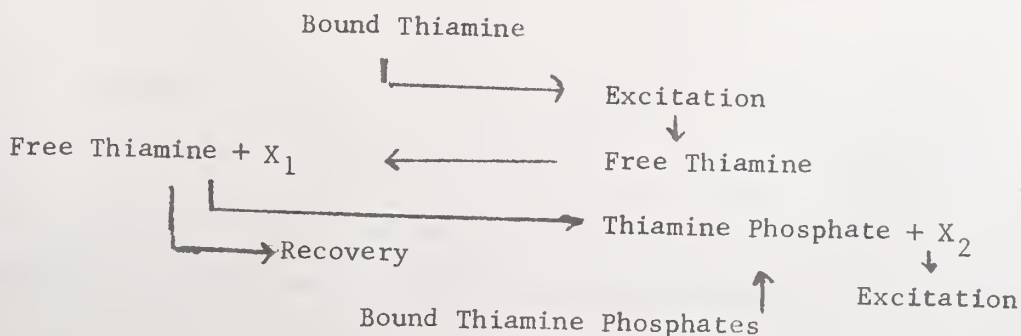 Bound Thiamine
Excitation
Free Thiamine + X1
Free Thiamine
Thiamine Phosphate + X2
Recovery
Excitation
Bound Thiamine Phosphates